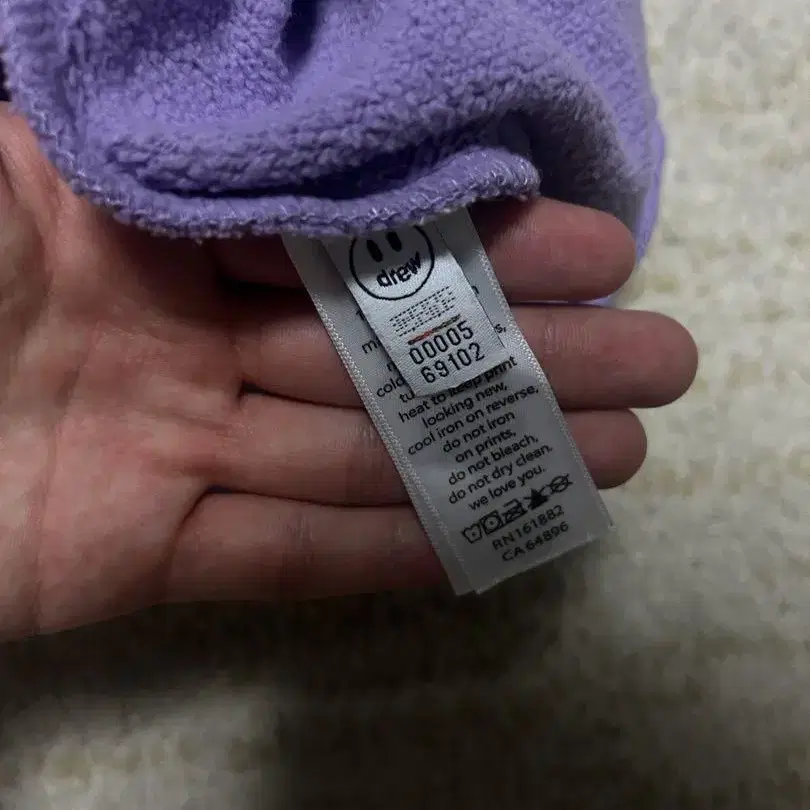 drew
00005
69102
heat to keep print
looking new,
cool iron on reverse,
do not iron
on prints,
do not bleach,
do not dry clean.
we love you.
RN161882
CA 64896